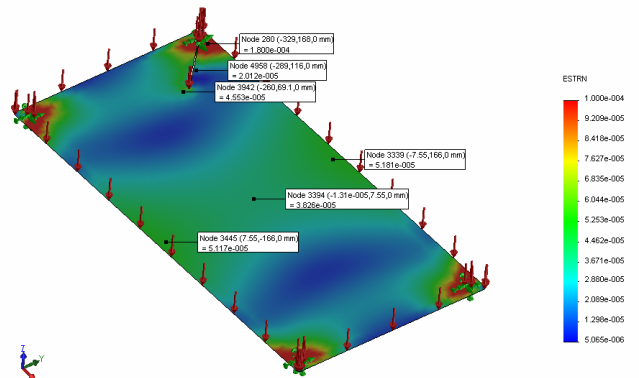 Node 280 (-329,168,0 mm)
= 1.800e-004
Node 4958 (-289,116,0 mm)
= 2.012e-005
Node 3942 (-260,69.1,0 mm)
= 4.553e-005
Node 3339 (-7.55,166,0 mm)
= 5.181e-005
Node 3394 (-1.31e-005,7.55,0 mm)
= 3.826e-005
Node 3445 (7.55,-166,0 mm)
= 5.117e-005
ESTRN
1.000e-004
9.209e-005
8.418e-005
7.627e-005
6.835e-005
6.044e-005
5.253e-005
4.462e-005
3.671e-005
2.880e-005
2.089e-005
1.298e-005
5.065e-006
Z
Y